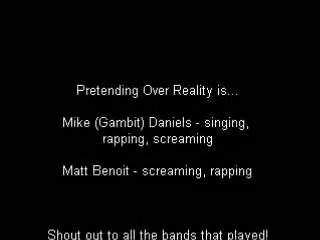 Pretending Over Reality is...
Mike (Gambit) Daniels - singing,
rapping, screaming
Matt Benoit - screaming, rapping
Shout out to all the bands that played!